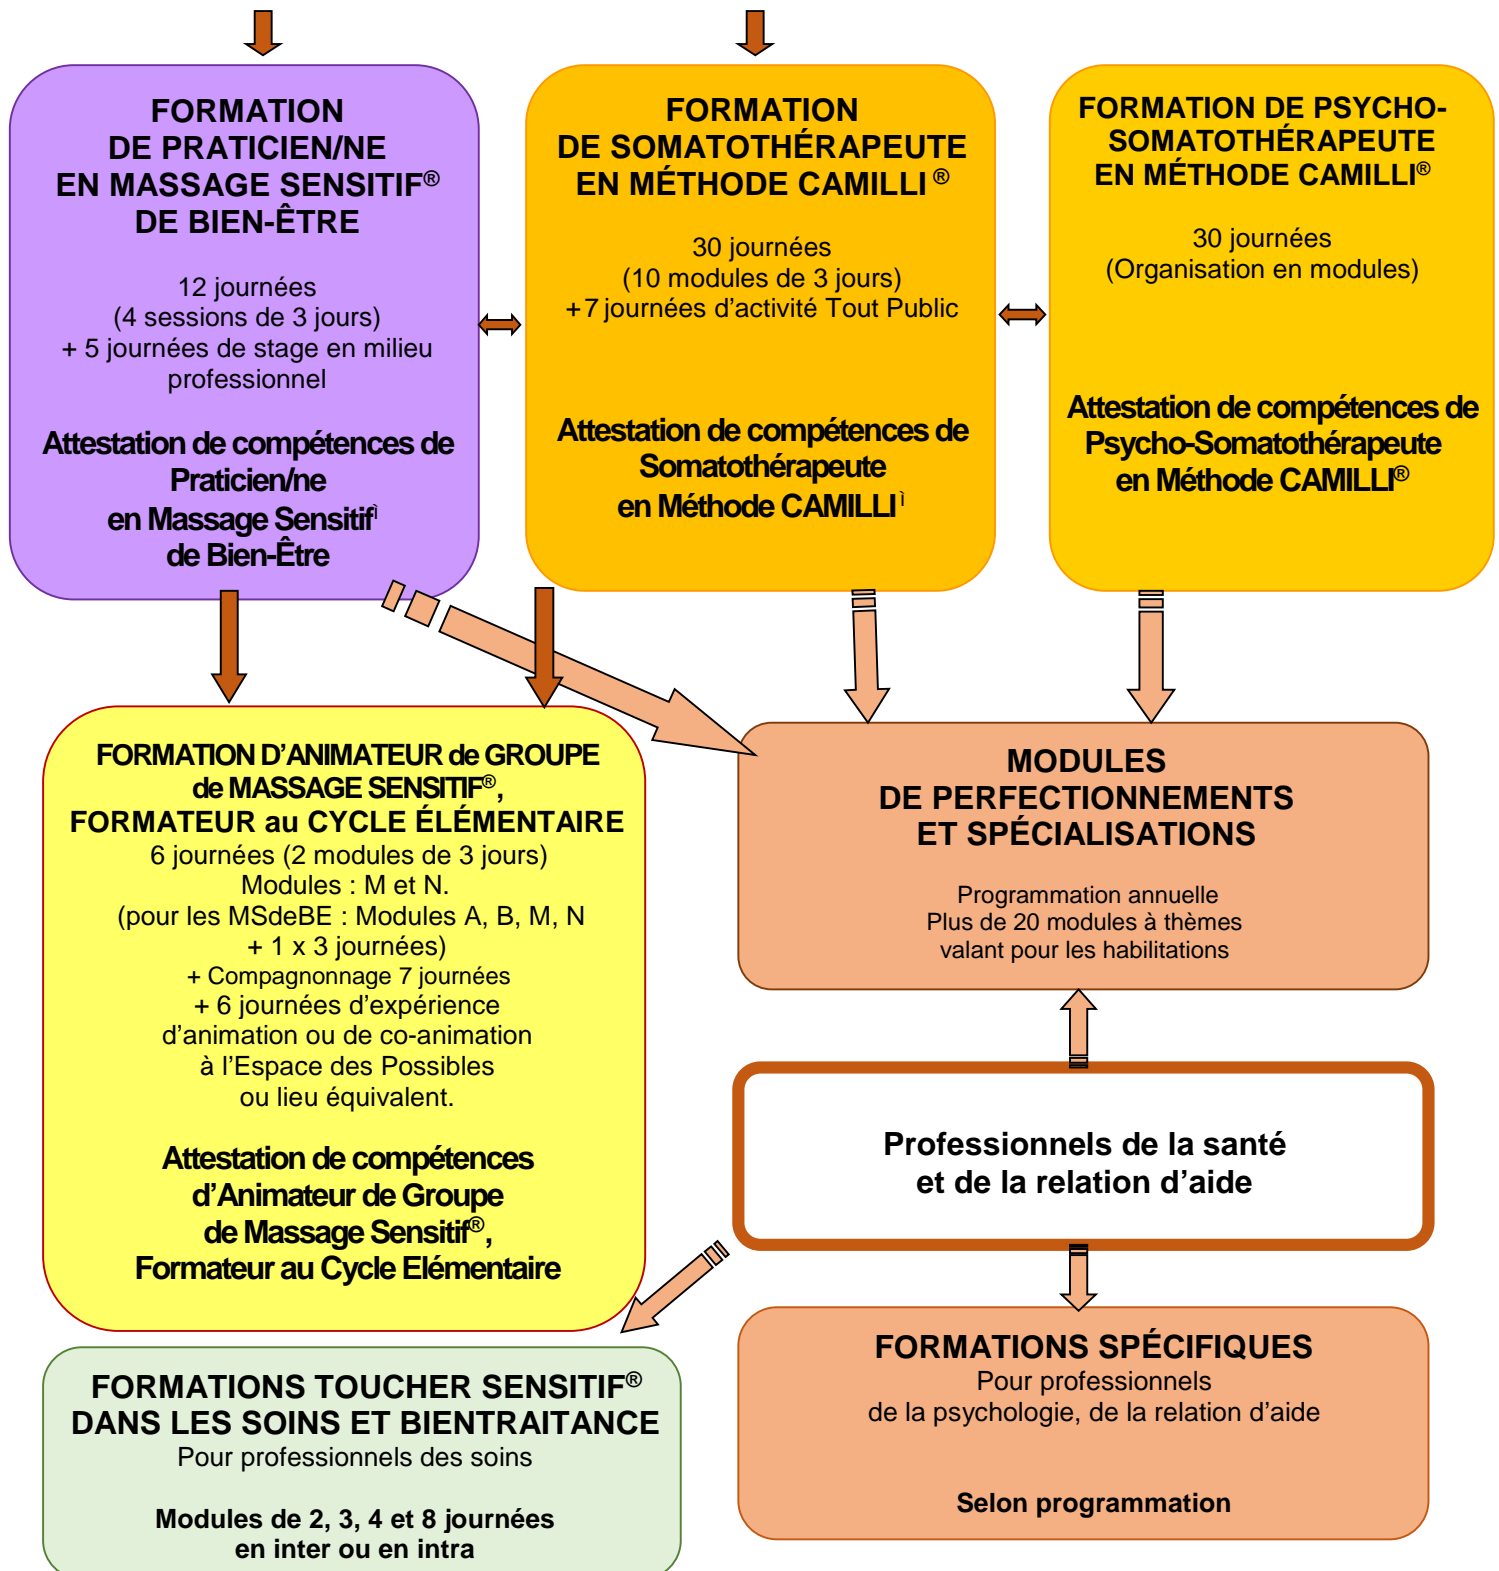 FORMATION
DE PRATICIEN/NE
EN MASSAGE SENSITIF®
DE BIEN-ÊTRE
12 journées
(4 sessions de 3 jours)
+ 5 journées de stage en milieu
professionnel
Attestation de compétences de
Praticien/ne
en Massage Sensitifì
de Bien-Être
FORMATION
DE SOMATOTHÉRAPEUTE
EN MÉTHODE CAMILLI ®
30 journées
(10 modules de 3 jours)
+ 7 journées d’activité Tout Public
Attestation de compétences de
Somatothérapeute
en Méthode CAMILLI ì
FORMATION DE PSYCHO-
SOMATOTHÉRAPEUTE
EN MÉTHODE CAMILLI®
30 journées
(Organisation en modules)
Attestation de compétences de
Psycho-Somatothérapeute
en Méthode CAMILLI®
FORMATION D’ANIMATEUR de GROUPE
de MASSAGE SENSITIF®,
FORMATEUR au CYCLE ÉLÉMENTAIRE
6 journées (2 modules de 3 jours)
Modules : M et N.
(pour les MSdeBE : Modules A, B, M, N
+ 1 x 3 journées)
+ Compagnonnage 7 journées
+ 6 journées d’expérience
d’animation ou de co-animation
à l’Espace des Possibles
ou lieu équivalent.
Attestation de compétences
d’Animateur de Groupe
de Massage Sensitif®,
Formateur au Cycle Elémentaire
MODULES
DE PERFECTIONNEMENTS
ET SPÉCIALISATIONS
Programmation annuelle
Plus de 20 modules à thèmes
valant pour les habilitations
Professionnels de la santé
et de la relation d’aide
FORMATIONS TOUCHER SENSITIF®
DANS LES SOINS ET BIENTRAITANCE
Pour professionnels des soins
Modules de 2, 3, 4 et 8 journées
en inter ou en intra
FORMATIONS SPÉCIFIQUES
Pour professionnels
de la psychologie, de la relation d’aide
Selon programmation